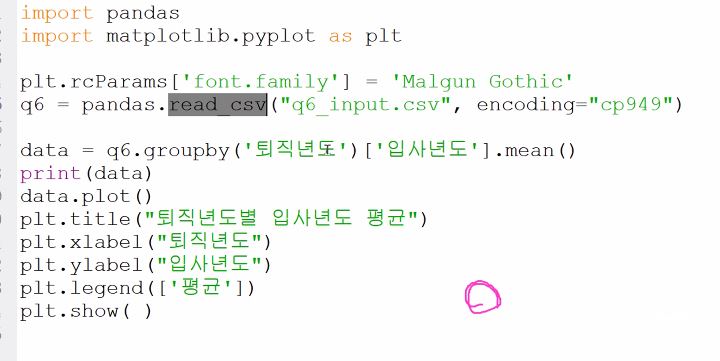 import pandas
import matplotlib.pyplot as plt
plt.rcParams['font.family'] = 'Malgun Gothic'
q6 = pandas.read_csv("q6_input.csv", encoding="cp949")
data = q6.groupby('퇴직년도')['입사년도'].mean()
print(data)
data.plot()
plt.title("퇴직년도별 입사년도 평균")
plt.xlabel("퇴직년도")
plt.ylabel("입사년도")
plt.legend(['평균'])
plt.show( )